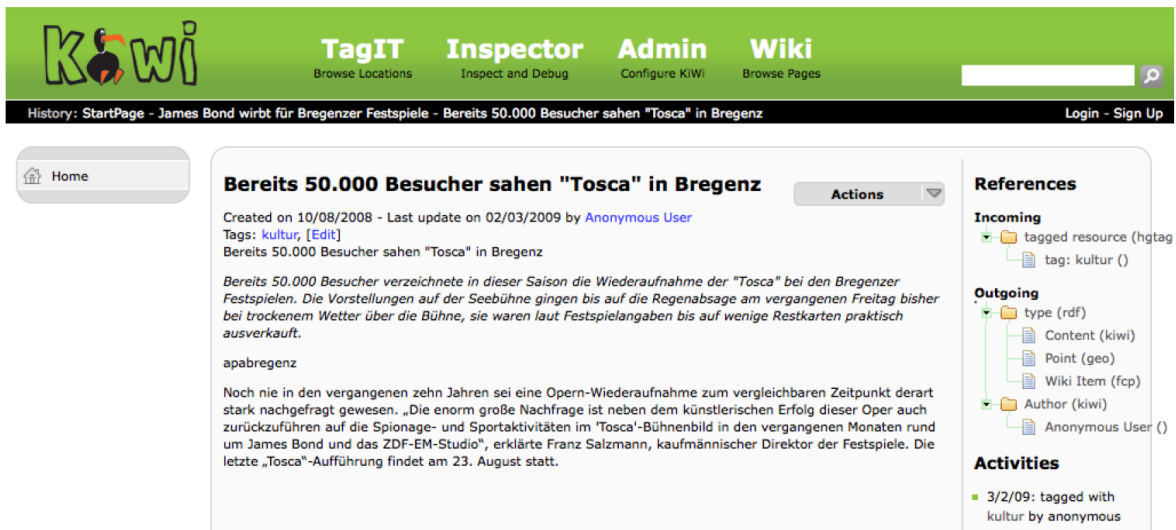 KiWi
TagIT Inspector Admin Wiki
Browse Locations Inspect and Debug Configure KiWi Browse Pages
History: StartPage - James Bond wirbt für Bregenzer Festspiele - Bereits 50.000 Besucher sahen "Tosca" in Bregenz
Login - Sign Up
Home
Bereits 50.000 Besucher sahen "Tosca" in Bregenz
Actions
Created on 10/08/2008 - Last update on 02/03/2009 by Anonymous User
Tags: kultur, [Edit]
Bereits 50.000 Besucher sahen "Tosca" in Bregenz
Bereits 50.000 Besucher verzeichnete in dieser Saison die Wiederaufnahme der "Tosca" bei den Bregenzer
Festspielen. Die Vorstellungen auf der Seebühne gingen bis auf die Regenabsage am vergangenen Freitag bisher
bei trockenem Wetter über die Bühne, sie waren laut Festspielangaben bis auf wenige Restkarten praktisch
ausverkauft.
apabregenz
Noch nie in den vergangenen zehn Jahren sei eine Opern-Wiederaufnahme zum vergleichbaren Zeitpunkt derart
stark nachgefragt gewesen. „Die enorm große Nachfrage ist neben dem künstlerischen Erfolg dieser Oper auch
zurückzuführen auf die Spionage- und Sportaktivitäten im 'Tosca'-Bühnenbild in den vergangenen Monaten rund
um James Bond und das ZDF-EM-Studio“, erklärte Franz Salzmann, kaufmännischer Direktor der Festspiele. Die
letzte „Tosca“-Aufführung findet am 23. August statt.
References
Incoming
tagged resource (hgtag
tag: kultur ()
Outgoing
type (rdf)
Content (kiwi)
Point (geo)
Wiki Item (fcp)
Author (kiwi)
Anonymous User ()
Activities
3/2/09: tagged with
kultur by anonymous